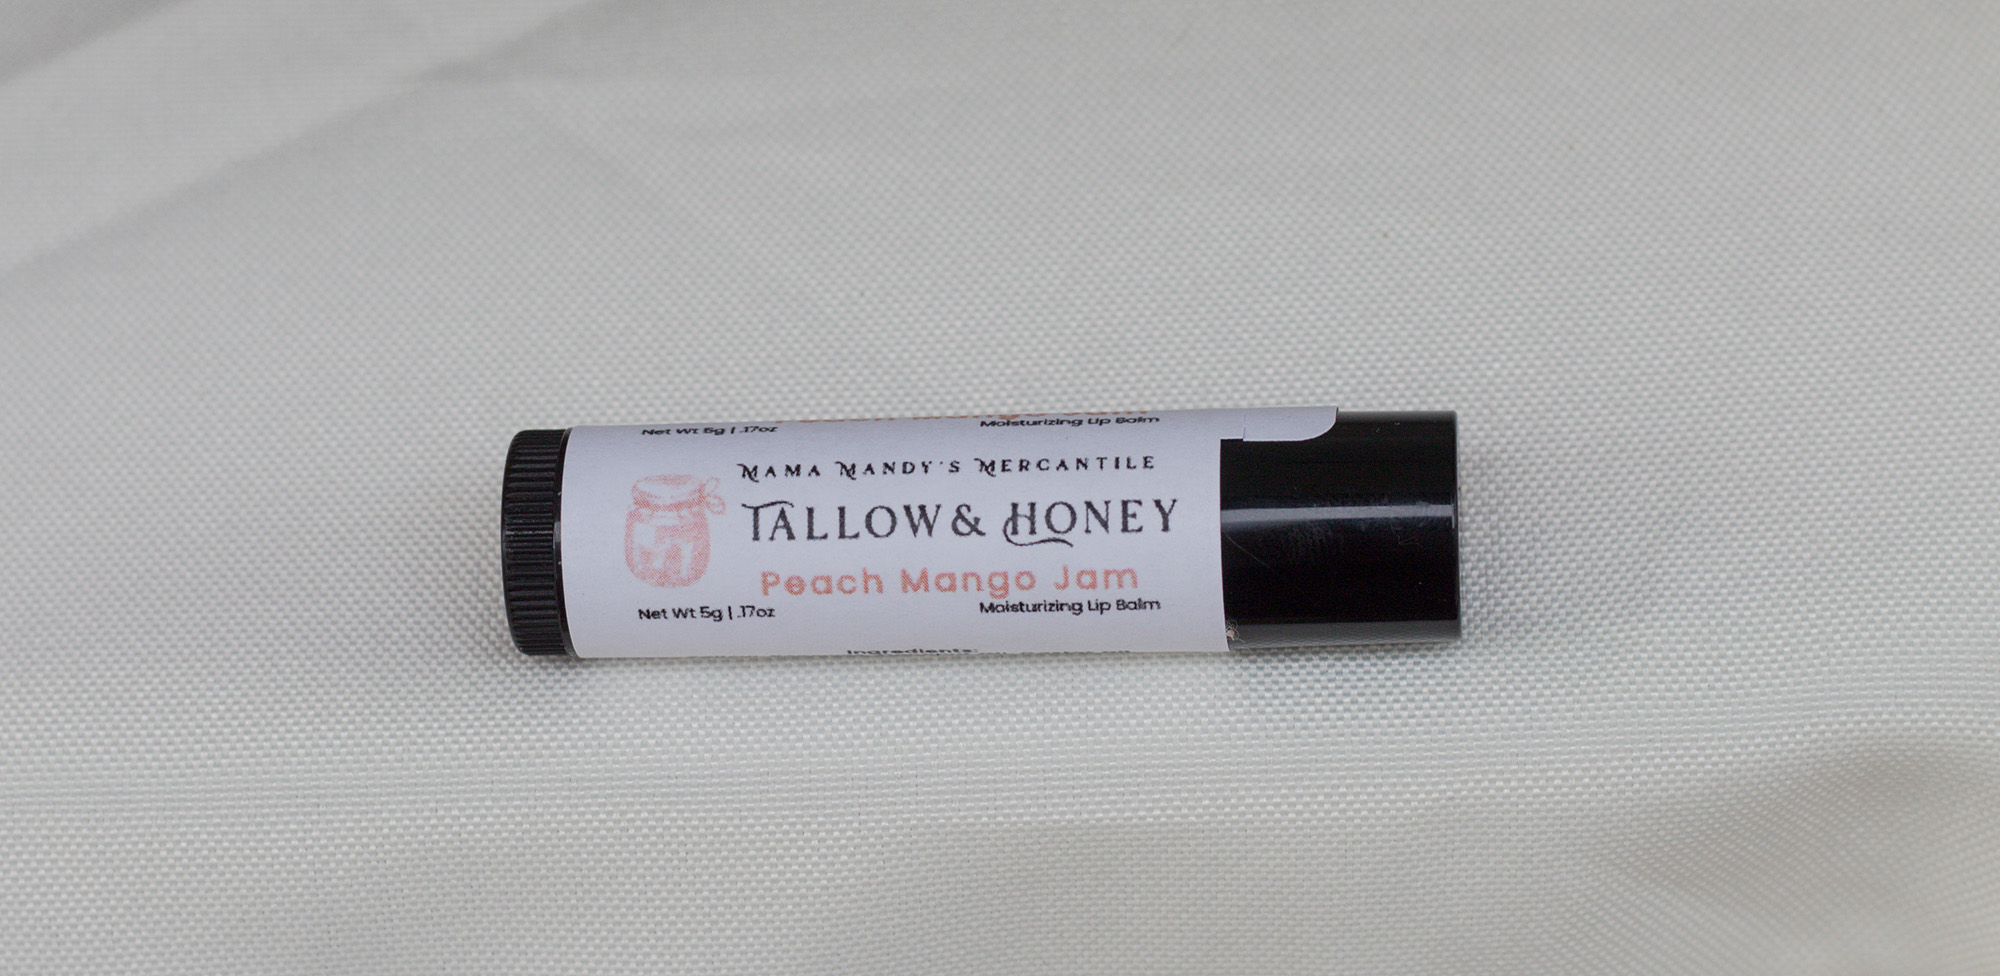 Net Wt 5g | .17oz Moisturizing Lip Balm
MAMA MANDY'S MERCANTILE
TALLOW & HONEY
Peach Mango Jam
Net Wt 5g | .17oz Moisturizing Lip Balm
Ingredients: